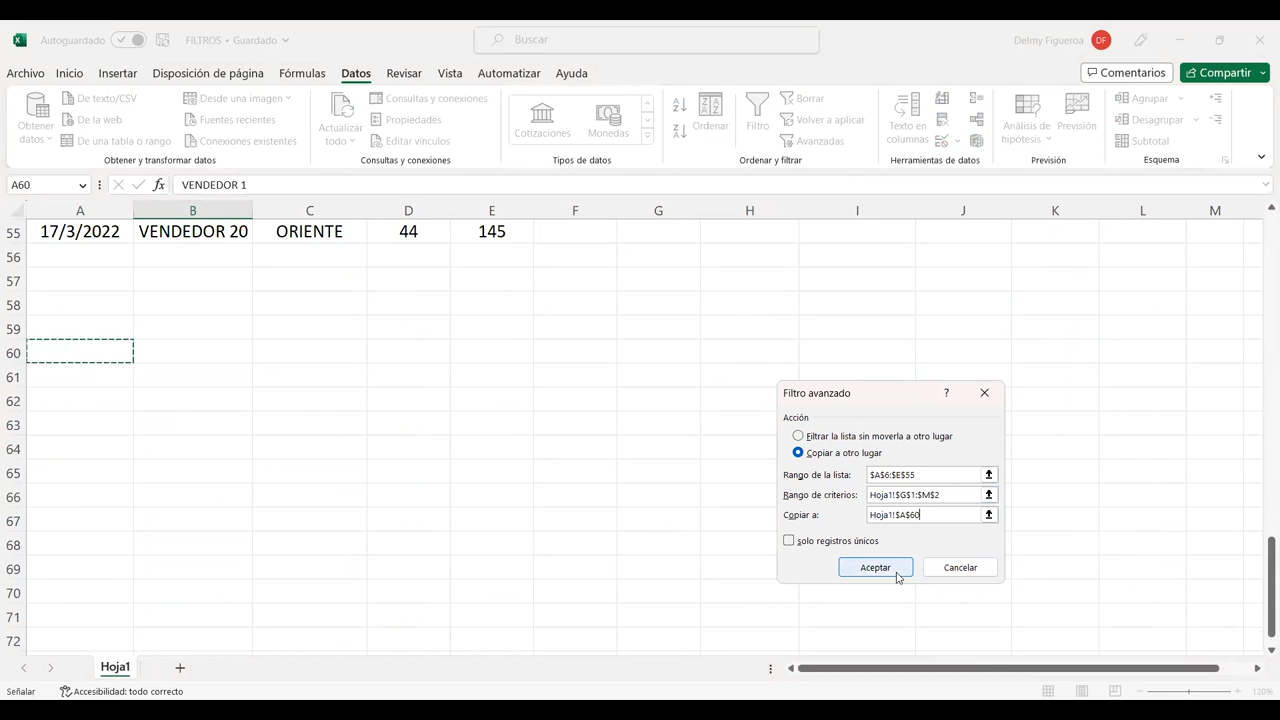 Autoguardado
FILTROS • Guardado
Buscar
Delmy Figueroa
DF
Archivo
Inicio
Insertar
Disposición de página
Fórmulas
Datos
Revisar
Vista
Automatizar
Ayuda
Comentarios
Compartir
Obtener datos
De texto/CSV
De la web
De una tabla o rango
Desde una imagen
Fuentes recientes
Conexiones existentes
Obtener y transformar datos
Actualizar todo
Consultas y conexiones
Propiedades
Editar vínculos
Consultas y conexiones
Cotizaciones
Monedas
Tipos de datos
Ordenar
Filtro
Borrar
Volver a aplicar
Avanzadas
Ordenar y filtrar
Texto en columnas
Herramientas de datos
Análisis de hipótesis
Previsión
Previsión
Agrupar
Desagrupar
Subtotal
Esquema
A60
fx
VENDEDOR 1
A B C D E F G H I J K L M
55 17/3/2022 VENDEDOR 20 ORIENTE 44 145
56
57
58
59
60
61
62
63
64
65
66
67
68
69
70
71
72
Filtro avanzado
?
Acción
Filtrar la lista sin moverla a otro lugar
Copiar a otro lugar
Rango de la lista: $A$6:$E$55
Rango de criterios: Hoja1!$G$1:$M$2
Copiar a: Hoja1!$A$60
Solo registros únicos
Aceptar
Cancelar
Hoja1
Señalar
Accesibilidad: todo correcto
120%